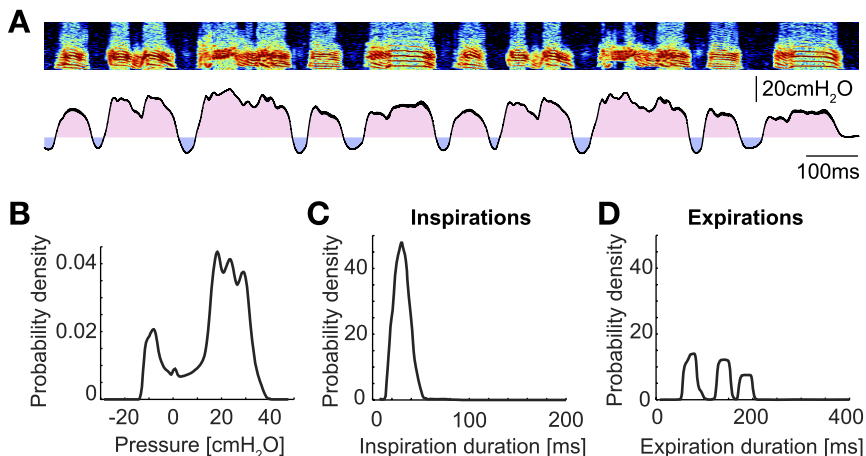 A
20cmH₂O
100ms
B
C Inspirations
D Expirations
Probability density
0.04
0.02
0
-20 0 20 40
Pressure [cmH₂O]
Probability density
40
20
0
0 100 200
Inspiration duration [ms]
Probability density
40
20
0
0 200 400
Expiration duration [ms]